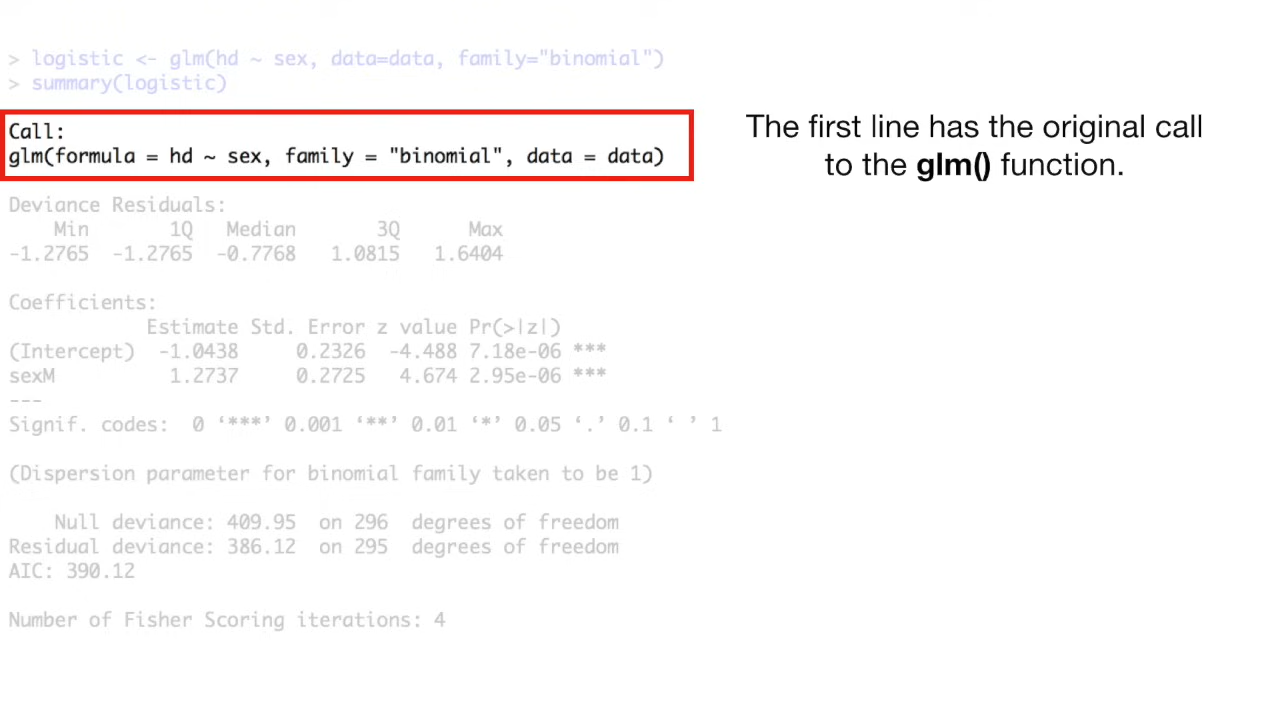 > logistic <- glm(hd ~ sex, data=data, family="binomial")
> summary(logistic)
Call:
glm(formula = hd ~ sex, family = "binomial", data = data)
The first line has the original call
to the glm() function.
Deviance Residuals:
    Min       1Q   Median       3Q      Max
-1.2765  -1.2765  -0.7768   1.0815   1.6404
Coefficients:
            Estimate Std. Error z value Pr(>|z|)
(Intercept)  -1.0438     0.2326  -4.488 7.18e-06 ***
sexM          1.2737     0.2725   4.674 2.95e-06 ***
---
Signif. codes:  0 ‘***’ 0.001 ‘**’ 0.01 ‘*’ 0.05 ‘.’ 0.1 ‘ ’ 1
(Dispersion parameter for binomial family taken to be 1)
    Null deviance: 409.95  on 296  degrees of freedom
Residual deviance: 386.12  on 295  degrees of freedom
AIC: 390.12
Number of Fisher Scoring iterations: 4